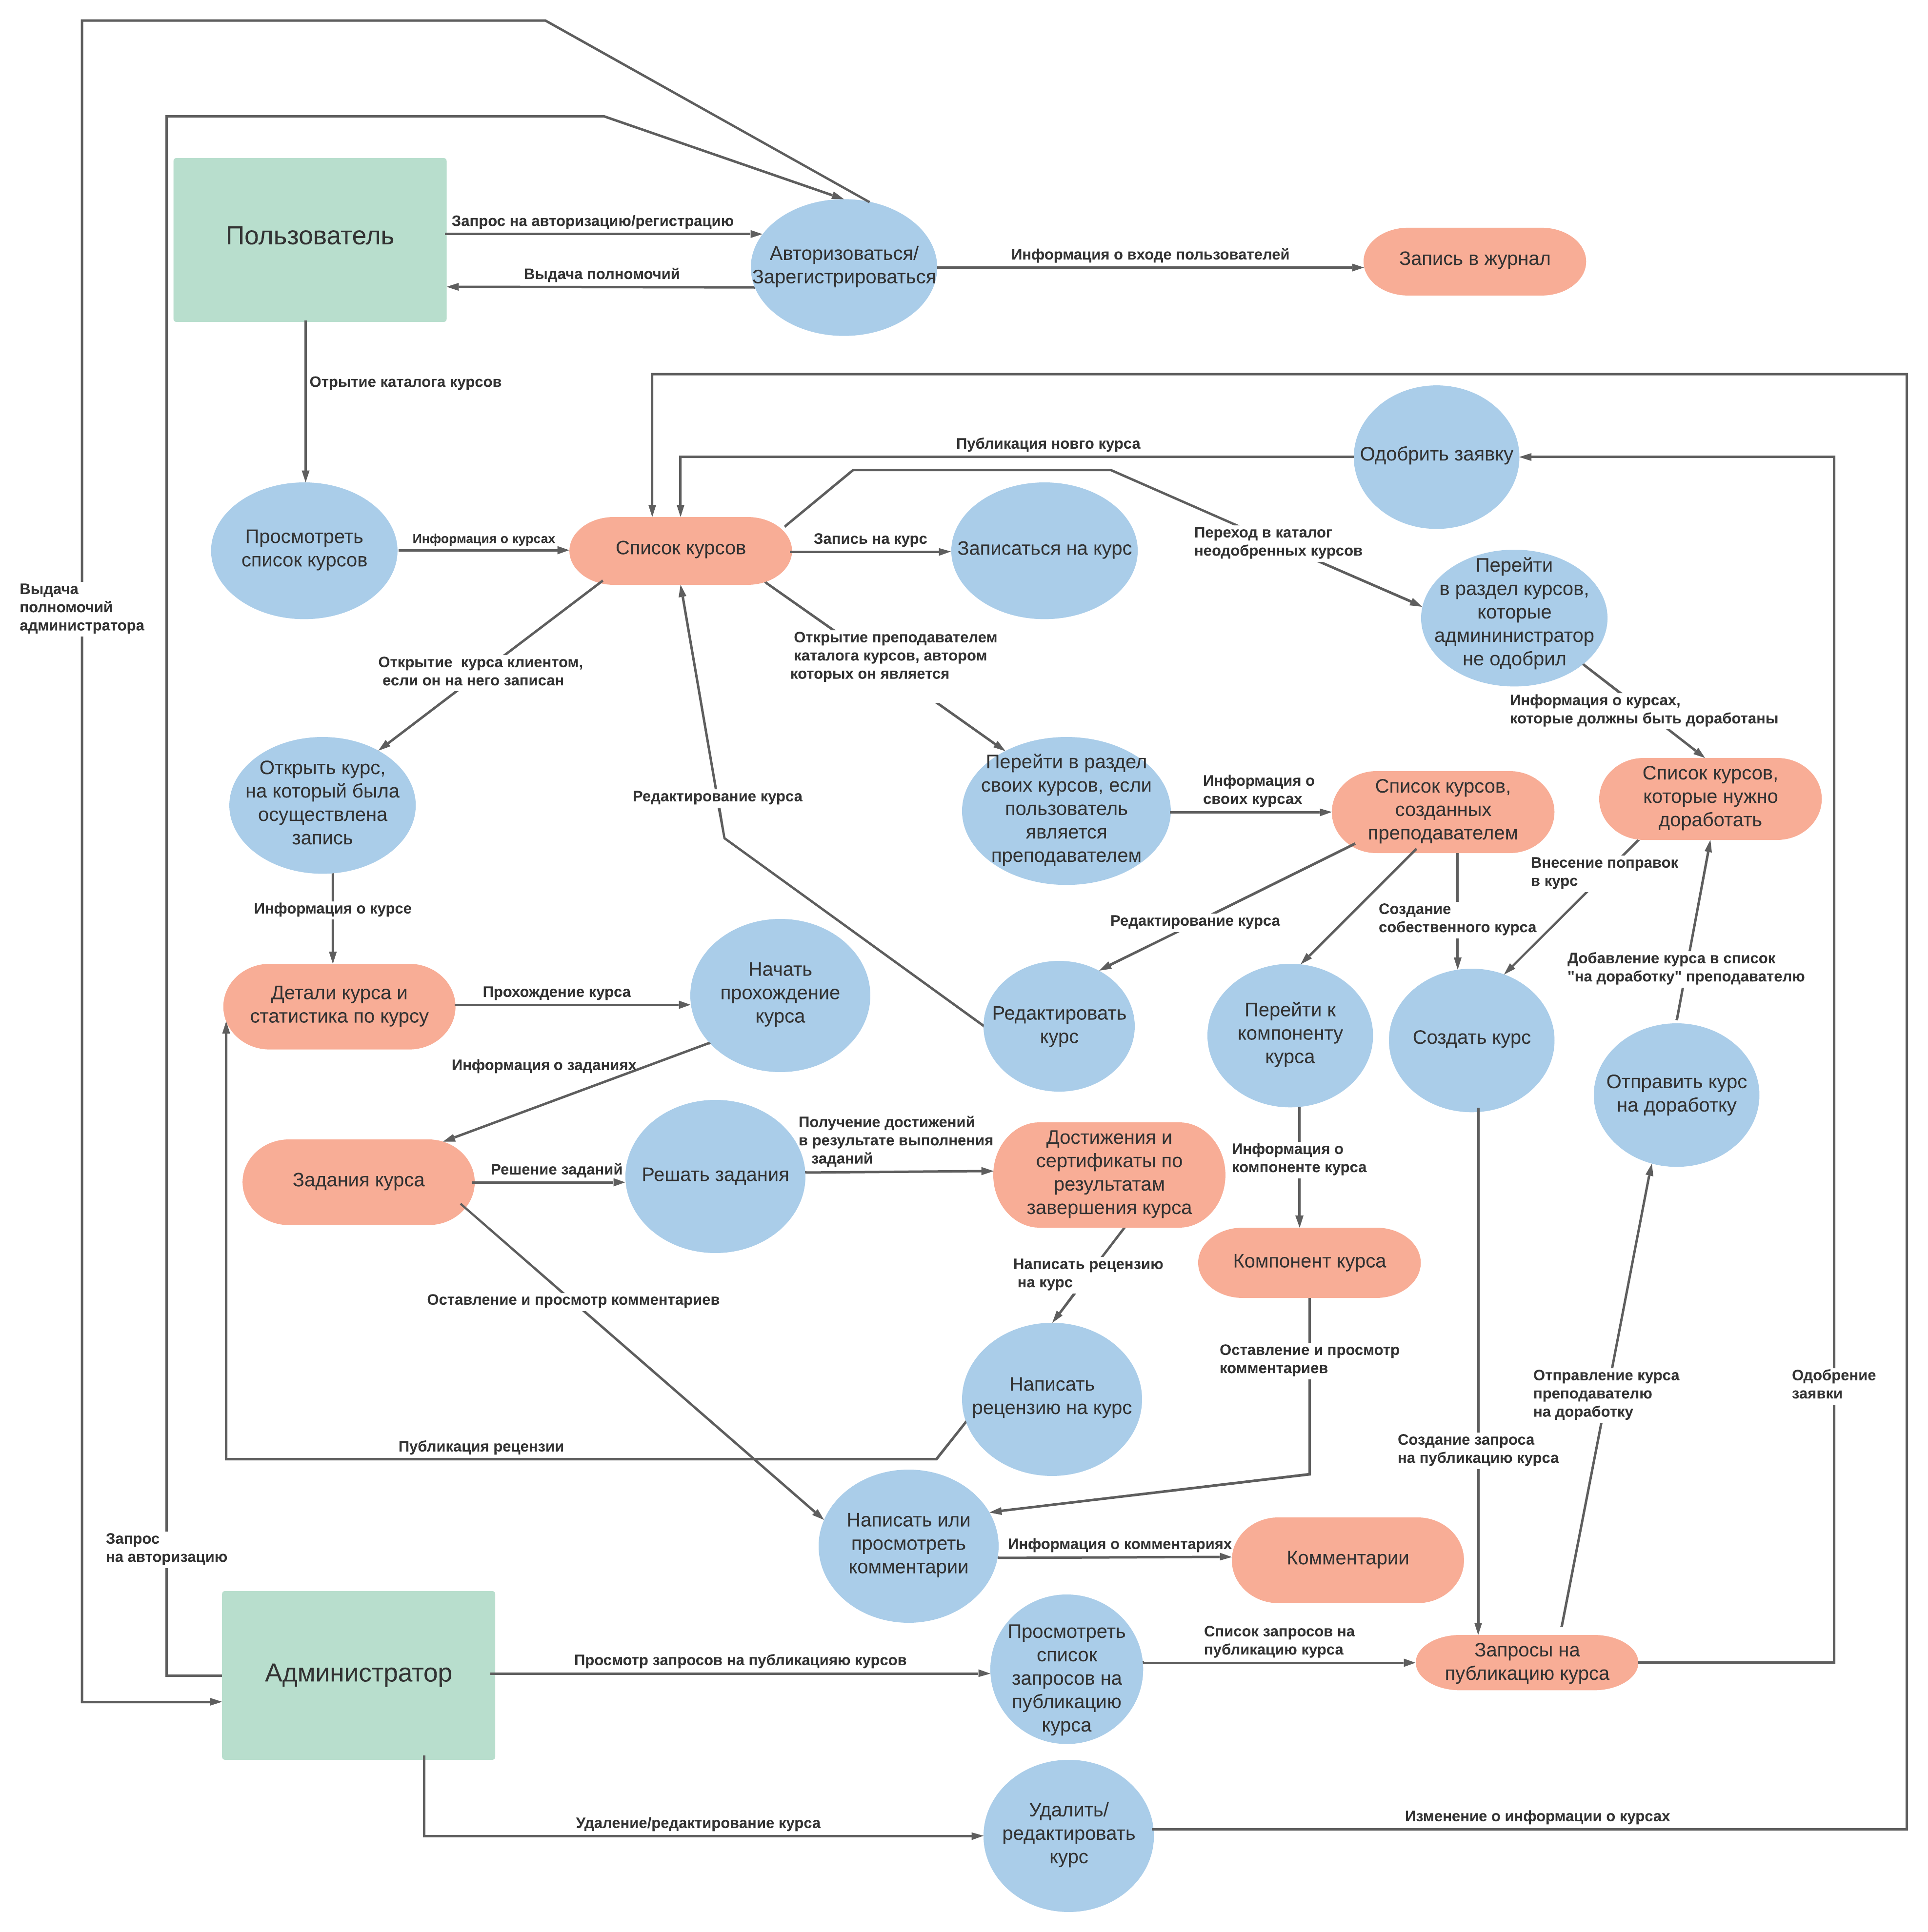 Пользователь
Запрос на авторизацию/регистрацию
Выдача полномочий
Авторизоваться/
Зарегистрироваться
Информация о входе пользователей
Запись в журнал
Отрытие каталога курсов
Публикация новго курса
Одобрить заявку
Просмотреть
список курсов
Информация о курсах
Список курсов
Запись на курс
Записаться на курс
Переход в каталог
неодобренных курсов
Перейти
в раздел курсов,
которые
админинистратор
не одобрил
Выдача
полномочий
администратора
Открытие  курса клиентом,
если он на него записан
Открытие преподавателем
каталога курсов, автором
которых он является
Информация о курсах,
которые должны быть доработаны
Открыть курс,
на который была
осуществлена
запись
Редактирование курса
Перейти в раздел
своих курсов, если
пользователь
является
преподавателем
Информация о
своих курсах
Список курсов,
созданных
преподавателем
Список курсов,
которые нужно
доработать
Внесение поправок
в курс
Информация о курсе
Редактирование курса
Создание
собественного курса
Добавление курса в список
"на доработку" преподавателю
Детали курса и
статистика по курсу
Прохождение курса
Начать
прохождение
курса
Редактировать
курс
Перейти к
компоненту
курса
Создать курс
Отправить курс
на доработку
Информация о заданиях
Задания курса
Решение заданий
Решать задания
Получение достижений
в результате выполнения
заданий
Достижения и
сертификаты по
результатам
завершения курса
Информация о
компоненте курса
Написать рецензию
на курс
Компонент курса
Оставление и просмотр комментариев
Оставление и просмотр
комментариев
Написать
рецензию на курс
Отправление курса
преподавателю
на доработку
Одобрение
заявки
Публикация рецензии
Создание запроса
на публикацию курса
Запрос
на авторизацию
Написать или
просмотреть
комментарии
Информация о комментариях
Комментарии
Администратор
Просмотр запросов на публикацияю курсов
Просмотреть
список
запросов на
публикацию
курса
Список запросов на
публикацию курса
Запросы на
публикацию курса
Удаление/редактирование курса
Удалить/
редактировать
курс
Изменение о информации о курсах